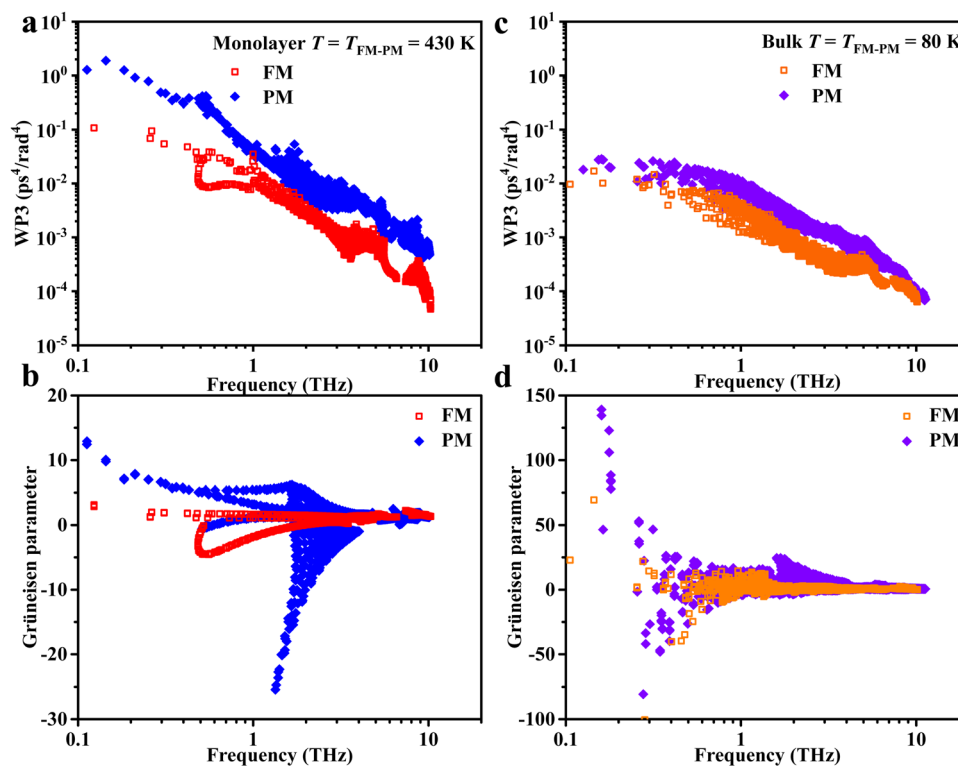 a
Monolayer T = T_FM-PM = 430 K
FM
PM
WP3 (ps⁴/rad⁴)
10¹
10⁰
10⁻¹
10⁻²
10⁻³
10⁻⁴
10⁻⁵
0.1
1
10
Frequency (THz)
c
Bulk T = T_FM-PM = 80 K
FM
PM
WP3 (ps⁴/rad⁴)
10¹
10⁰
10⁻¹
10⁻²
10⁻³
10⁻⁴
10⁻⁵
0.1
1
10
Frequency (THz)
b
FM
PM
Grüneisen parameter
20
10
0
-10
-20
-30
0.1
1
10
Frequency (THz)
d
FM
PM
Grüneisen parameter
150
100
50
0
-50
-100
0.1
1
10
Frequency (THz)